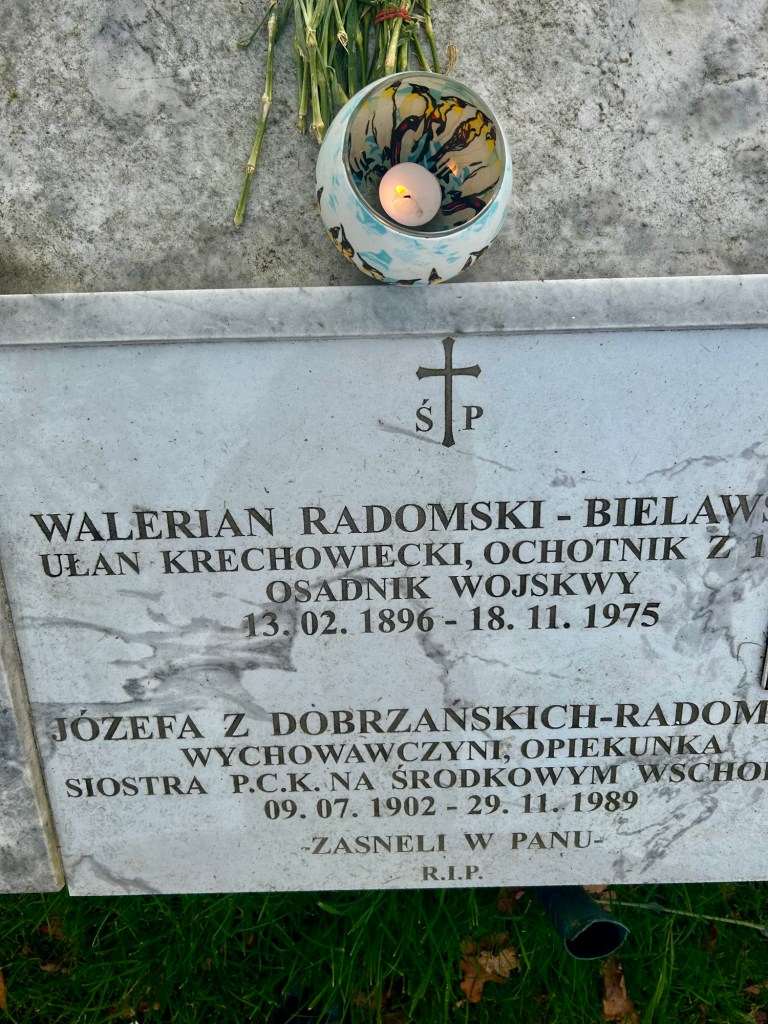 Ś P
WALERIAN RADOMSKI - BIELAWS
UŁAN KRECHOWIECKI, OCHOTNIK Z 1
OSADNIK WOJSKWY
13. 02. 1896 - 18. 11. 1975
JÓZEFA Z DOBRZAŃSKICH-RADOM
WYCHOWAWCZYNI, OPIEKUNKA
SIOSTRA P.C.K. NA ŚRODKOWYM WSCHO
09. 07. 1902 - 29. 11. 1989
-ZASNELI W PANU-
R.I.P.